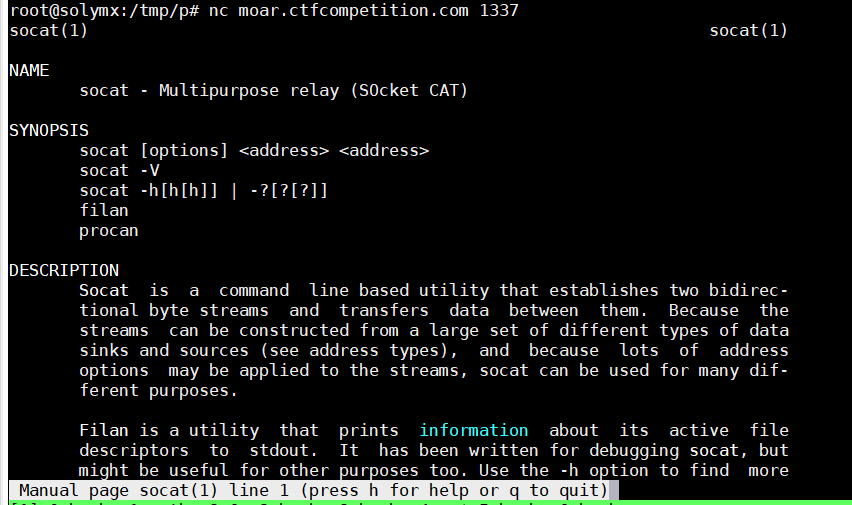 root@solymx:/tmp/p# nc moar.ctfcompetition.com 1337
socat(1) socat(1)
NAME
socat - Multipurpose relay (SOcket CAT)
SYNOPSIS
socat [options] <address> <address>
socat -V
socat -h[h[h]] | -?[?[?]]
filan
procan
DESCRIPTION
Socat is a command line based utility that establishes two bidirec-
tional byte streams and transfers data between them. Because the
streams can be constructed from a large set of different types of data
sinks and sources (see address types), and because lots of address
options may be applied to the streams, socat can be used for many dif-
ferent purposes.
Filan is a utility that prints information about its active file
descriptors to stdout. It has been written for debugging socat, but
might be useful for other purposes too. Use the -h option to find more
Manual page socat(1) line 1 (press h for help or q to quit)